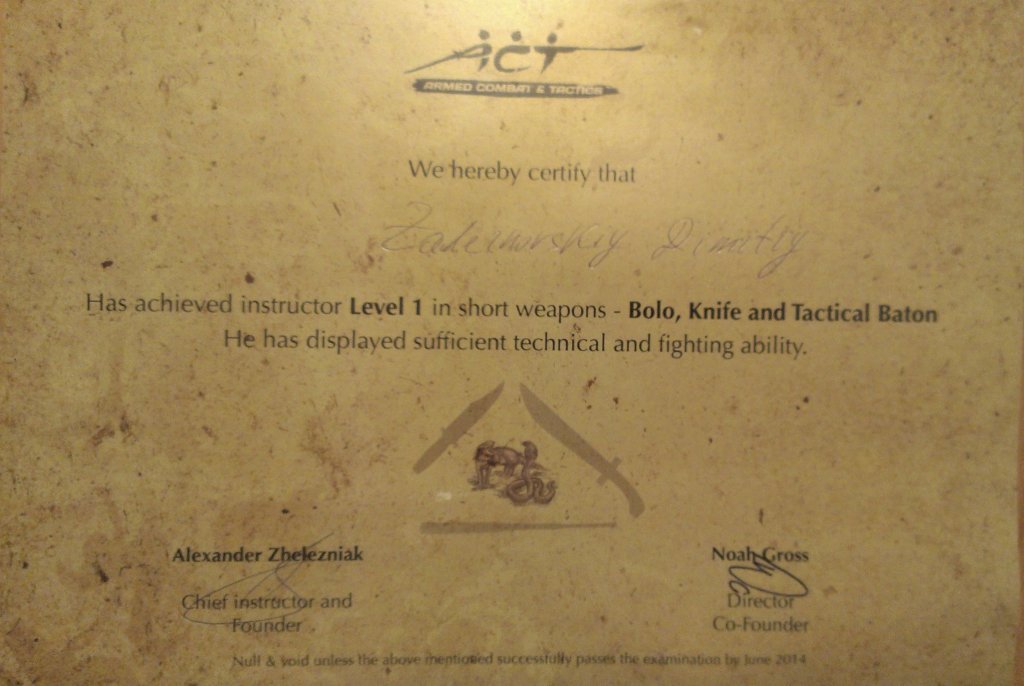 ACT
ARMED COMBAT & TACTICS
We hereby certify that
Dimitly
Has achieved instructor Level 1 in short weapons - Bolo, Knife and Tactical Baton
He has displayed sufficient technical and fighting ability.
Alexander Zhelezniak
Noah Gross
Chief instructor and
Founder
Director
Co-Founder
Null & void unless the above mentioned successfully passes the examination by June 2014